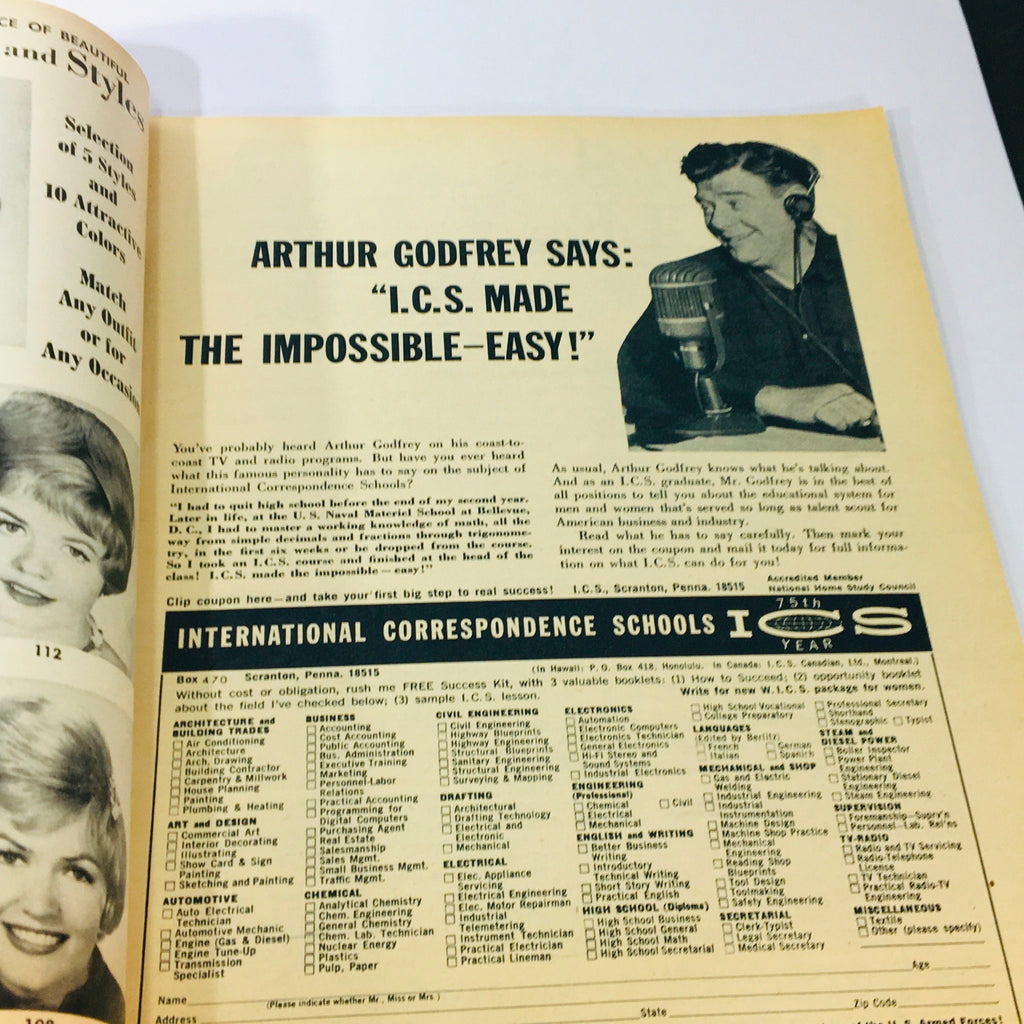 CE OF BEAUTIFUL
and Styles
Selection
of 5 Styles
and
10 Attractive
Colors
Match
Any Outfit
or for
Any Occasion
112
108
ARTHUR GODFREY SAYS:
"I.C.S. MADE
THE IMPOSSIBLE—EASY!"
You've probably heard Arthur Godfrey on his coast-to-
coast TV and radio programs. But have you ever heard
what this famous personality has to say on the subject of
International Correspondence Schools?
"I had to quit high school before the end of my second year.
Later in life, at the U. S. Naval Materiel School at Bellevue,
D. C., I had to master a working knowledge of math, all the
way from simple decimals and fractions through trigonome-
try, in the first six weeks or be dropped from the course.
So I took an I.C.S. course and finished at the head of the
class! I.C.S. made the impossible — easy!"
As usual, Arthur Godfrey knows what he's talking about.
And as an I.C.S. graduate, Mr. Godfrey is in the best of
all positions to tell you about the educational system for
men and women that's served so long as talent scout for
American business and industry.
Read what he has to say carefully. Then mark your
interest on the coupon and mail it today for full informa-
tion on what I.C.S. can do for you!
Clip coupon here—and take your first big step to real success!
I.C.S., Scranton, Penna. 18515
Accredited Member
National Home Study Council
INTERNATIONAL CORRESPONDENCE SCHOOLS
75th
ICS
YEAR
Box 470 Scranton, Penna. 18515
(In Hawaii: P. O. Box 418, Honolulu. In Canada: I.C.S. Canadian, Ltd., Montreal.)
Without cost or obligation, rush me FREE Success Kit, with 3 valuable booklets: (1) How to Succeed; (2) opportunity booklet
about the field I've checked below; (3) sample I.C.S. lesson.
Write for new W.I.C.S. package for women.
ARCHITECTURE and
BUILDING TRADES
Air Conditioning
Architecture
Arch. Drawing
Building Contractor
Carpentry & Millwork
House Planning
Painting
Plumbing & Heating
ART and DESIGN
Commercial Art
Interior Decorating
Illustrating
Show Card & Sign
Painting
Sketching and Painting
AUTOMOTIVE
Auto Electrical
Technician
Automotive Mechanic
Engine (Gas & Diesel)
Engine Tune-Up
Transmission
Specialist
BUSINESS
Accounting
Cost Accounting
Public Accounting
Bus. Administration
Executive Training
Marketing
Personnel-Labor
Relations
Practical Accounting
Programming for
Digital Computers
Purchasing Agent
Real Estate
Salesmanship
Sales Mgmt.
Small Business Mgmt.
Traffic Mgmt.
CHEMICAL
Analytical Chemistry
Chem. Engineering
General Chemistry
Chem. Lab. Technician
Nuclear Energy
Plastics
Pulp, Paper
CIVIL ENGINEERING
Civil Engineering
Highway Blueprints
Highway Engineering
Structural Blueprints
Sanitary Engineering
Structural Engineering
Surveying & Mapping
DRAFTING
Architectural
Drafting Technology
Electrical and
Electronic
Mechanical
ELECTRICAL
Elec. Appliance
Servicing
Electrical Engineering
Elec. Motor Repairman
Industrial
Telemetering
Instrument Technician
Practical Electrician
Practical Lineman
ELECTRONICS
Automation
Electronic Computers
Electronics Technician
General Electronics
Hi-Fi Stereo and
Sound Systems
Industrial Electronics
ENGINEERING
(Professional)
Chemical Civil
Electrical
Mechanical
ENGLISH and WRITING
Better Business
Writing
Introductory
Technical Writing
Short Story Writing
Practical English
HIGH SCHOOL (Diploma)
High School Business
High School General
High School Math
High School Secretarial
High School Vocational
College Preparatory
LANGUAGES
(Edited by Berlitz)
French German
Italian Spanish
MECHANICAL and SHOP
Gas and Electric
Welding
Industrial Engineering
Industrial
Instrumentation
Machine Design
Machine Shop Practice
Mechanical
Engineering
Reading Shop
Blueprints
Tool Design
Toolmaking
Safety Engineering
SECRETARIAL
Clerk-Typist
Legal Secretary
Medical Secretary
Professional Secretary
Shorthand
Stenographic Typist
STEAM and
DIESEL POWER
Boiler Inspector
Power Plant
Engineering
Stationary Diesel
Engineering
Steam Engineering
SUPERVISION
Foremanship—Supry'n
Personnel—Lab. Rel'ns
TV-RADIO
Radio and TV Servicing
Radio-Telephone
License
TV Technician
Practical Radio-TV
Engineering
MISCELLANEOUS
Textile
Other (please specify)
Age
Name
(Please indicate whether Mr., Miss or Mrs.)
Address State Zip Code
U. S. Armed Forces!